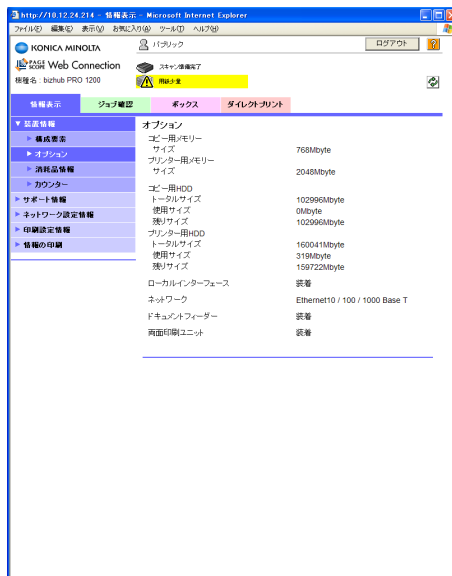 http://10.12.24.214 - 情報表示 - Microsoft Internet Explorer
ファイル(F) 編集(E) 表示(V) お気に入り(A) ツール(T) ヘルプ(H)
KONICA MINOLTA
パブリック
ログアウト
PAGE SCOPE Web Connection
スキャン準備完了
機種名 : bizhub PRO 1200
用紙少量
情報表示 ジョブ確認 ボックス ダイレクトプリント
▼ 装置情報
構成要素
オプション
消耗品情報
カウンター
サポート情報
ネットワーク設定情報
印刷設定情報
情報の印刷
オプション
コピー用メモリー
サイズ 768Mbyte
プリンター用メモリー
サイズ 2048Mbyte
コピー用HDD
トータルサイズ 102996Mbyte
使用サイズ 0Mbyte
残りサイズ 102996Mbyte
プリンター用HDD
トータルサイズ 160041Mbyte
使用サイズ 319Mbyte
残りサイズ 159722Mbyte
ローカルインターフェース 装着
ネットワーク Ethernet10 / 100 / 1000 Base T
ドキュメントフィーダー 装着
両面印刷ユニット 装着